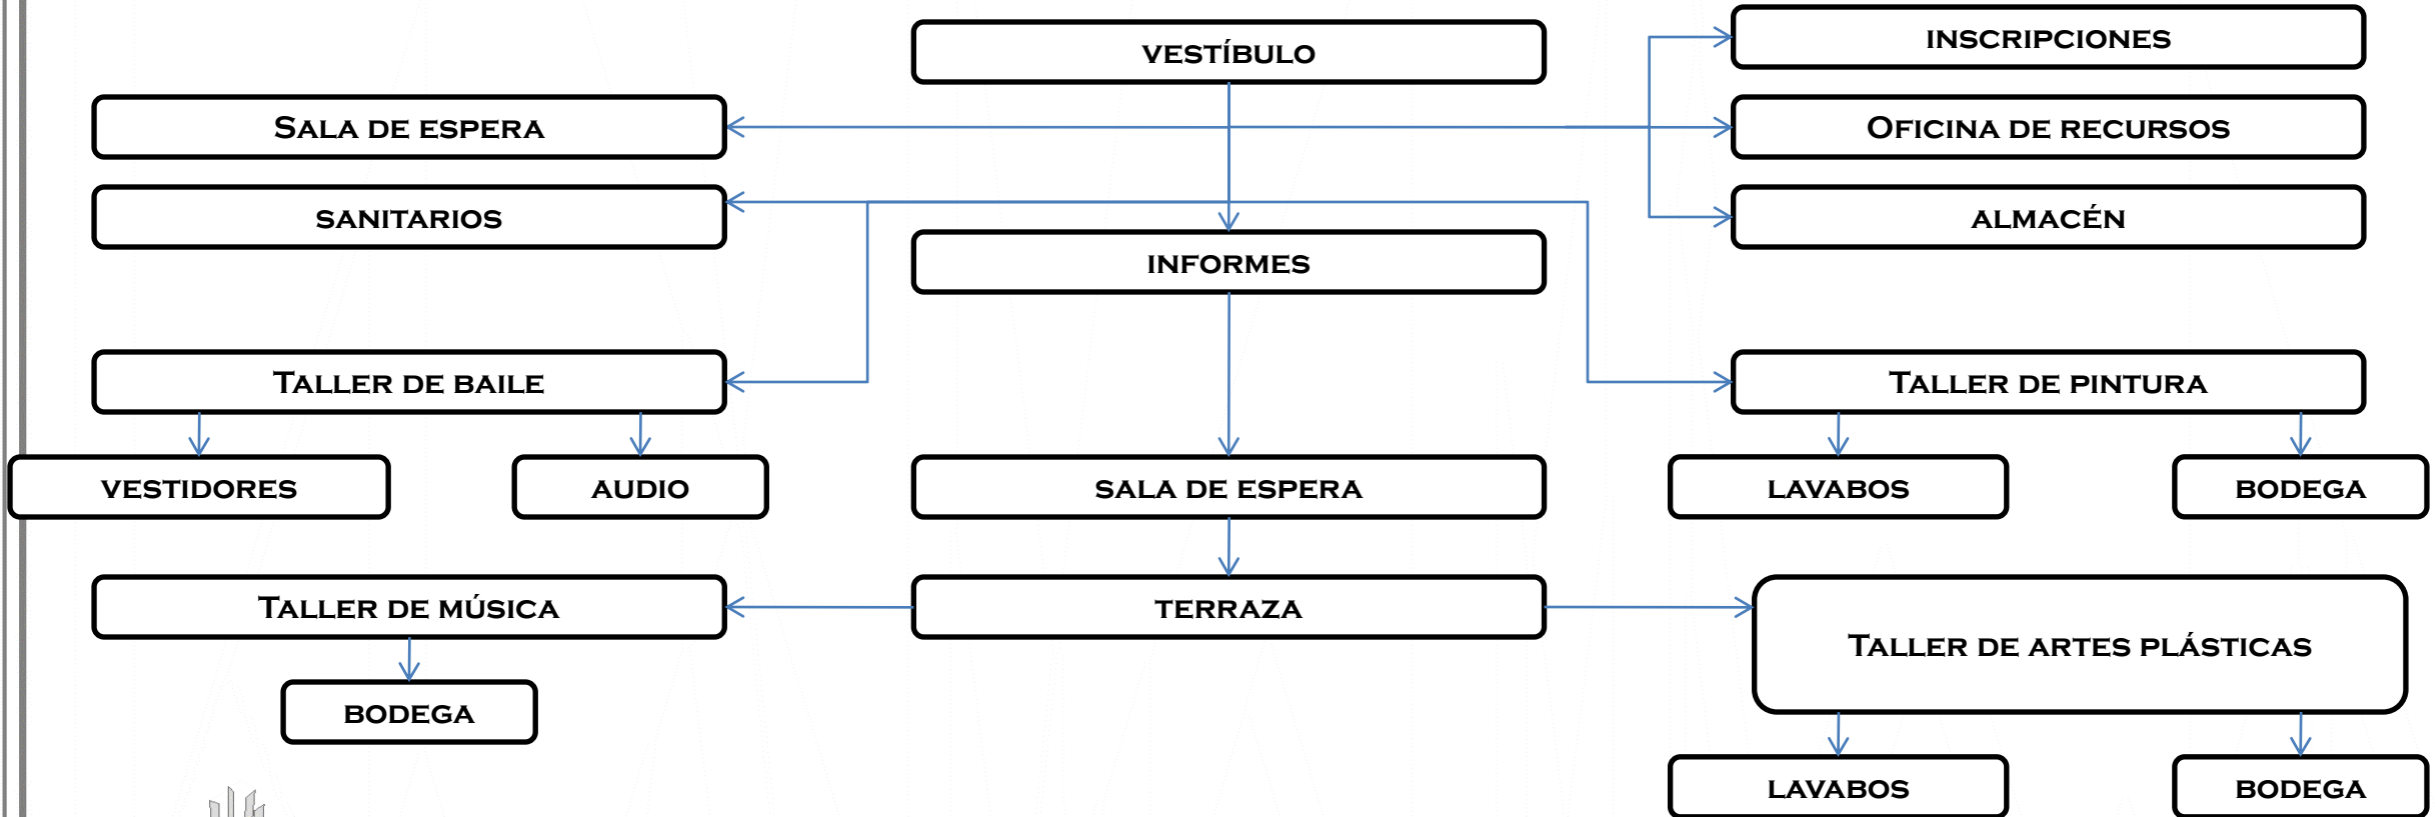 VESTÍBULO
INSCRIPCIONES
SALA DE ESPERA
OFICINA DE RECURSOS
SANITARIOS
ALMACÉN
INFORMES
TALLER DE BAILE
TALLER DE PINTURA
VESTIDORES
AUDIO
SALA DE ESPERA
LAVABOS
BODEGA
TALLER DE MÚSICA
TERRAZA
TALLER DE ARTES PLÁSTICAS
BODEGA
LAVABOS
BODEGA